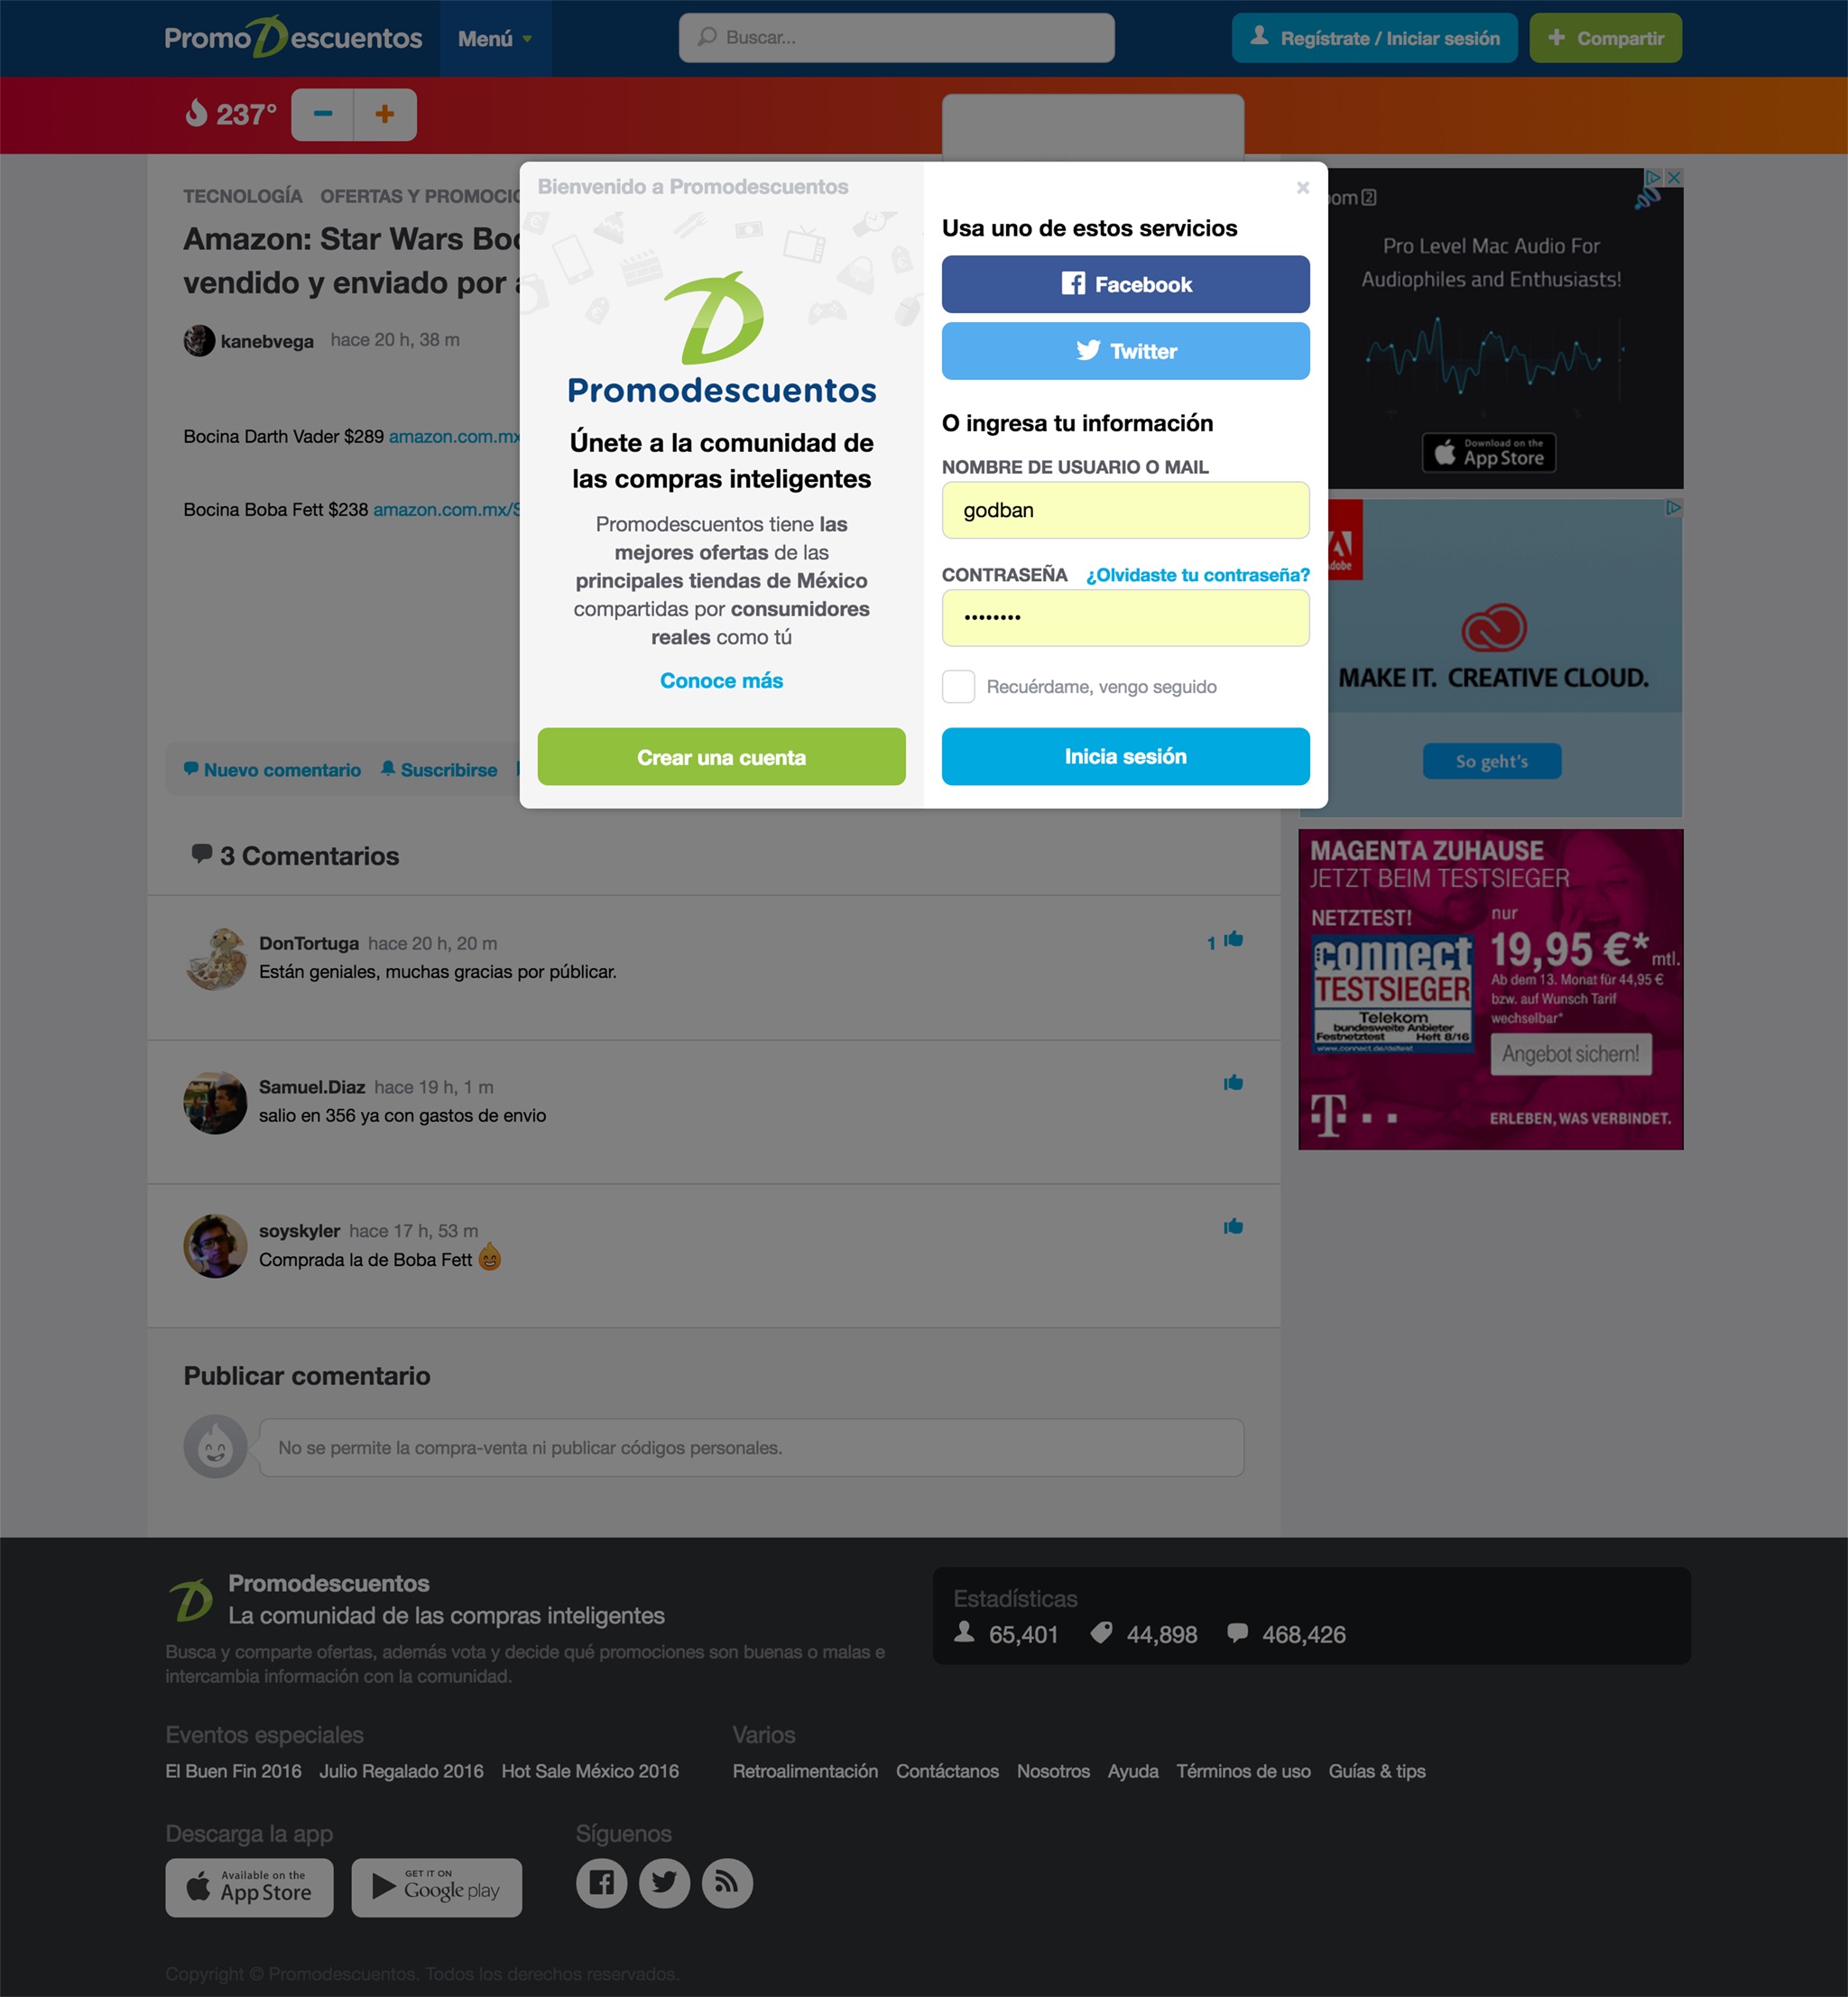 PromoDescuentos
Menú
Buscar...
Regístrate / Iniciar sesión
Compartir
237°
TECNOLOGÍA OFERTAS Y PROMOCIO
Amazon: Star Wars Boc
vendido y enviado por a
kanebvega hace 20 h, 38 m
Bocina Darth Vader $289 amazon.com.mx
Bocina Boba Fett $238 amazon.com.mx/S
Nuevo comentario Suscribirse
Bienvenido a Promodescuentos
Promodescuentos
Únete a la comunidad de
las compras inteligentes
Promodescuentos tiene las
mejores ofertas de las
principales tiendas de México
compartidas por consumidores
reales como tú
Conoce más
Crear una cuenta
Usa uno de estos servicios
Facebook
Twitter
O ingresa tu información
NOMBRE DE USUARIO O MAIL
godban
CONTRASEÑA ¿Olvidaste tu contraseña?
••••••••
Recuérdame, vengo seguido
Inicia sesión
oom2
Pro Level Mac Audio For
Audiophiles and Enthusiasts!
Download on the
App Store
Adobe
MAKE IT. CREATIVE CLOUD.
So geht's
MAGENTA ZUHAUSE
JETZT BEIM TESTSIEGER
NETZTEST!
connect
TESTSIEGER
Telekom
bundesweite Anbieter
Festnetztest Heft 8/16
www.connect.de/dsltest
nur
19,95 €* mtl.
Ab dem 13. Monat für 44,95 €
bzw. auf Wunsch Tarif
wechselbar*
Angebot sichern!
T
ERLEBEN, WAS VERBINDET.
3 Comentarios
DonTortuga hace 20 h, 20 m
1
Están geniales, muchas gracias por públicar.
Samuel.Diaz hace 19 h, 1 m
salio en 356 ya con gastos de envio
soyskyler hace 17 h, 53 m
Comprada la de Boba Fett
Publicar comentario
No se permite la compra-venta ni publicar códigos personales.
Promodescuentos
La comunidad de las compras inteligentes
Busca y comparte ofertas, además vota y decide qué promociones son buenas o malas e
intercambia información con la comunidad.
Estadísticas
65,401 44,898 468,426
Eventos especiales
El Buen Fin 2016 Julio Regalado 2016 Hot Sale México 2016
Varios
Retroalimentación Contáctanos Nosotros Ayuda Términos de uso Guías & tips
Descarga la app
Available on the
App Store
GET IT ON
Google play
Síguenos
Copyright © Promodescuentos. Todos los derechos reservados.